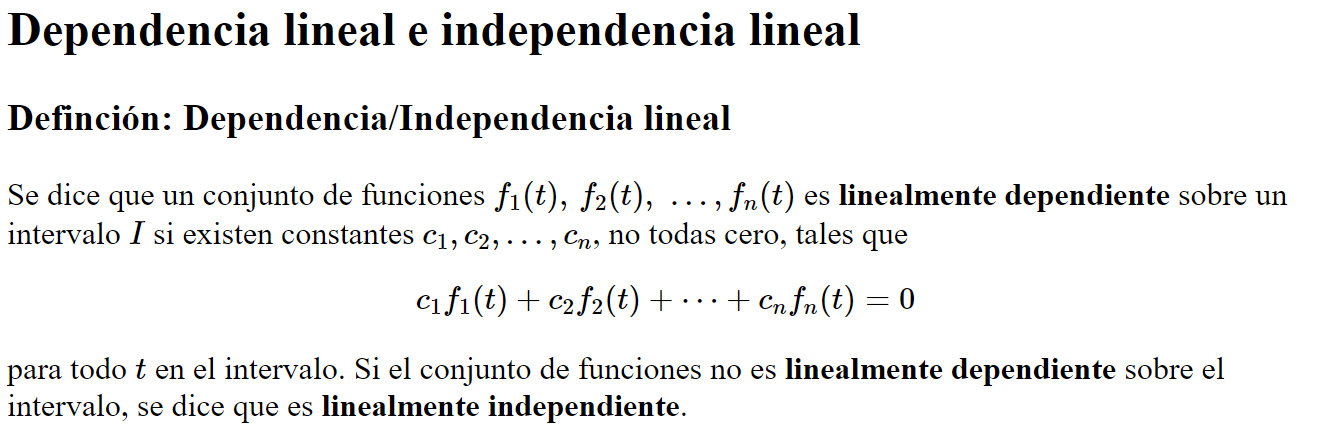 Dependencia lineal e independencia lineal
Definción: Dependencia/Independencia lineal
Se dice que un conjunto de funciones f₁(t), f₂(t), …, fₙ(t) es linealmente dependiente sobre un
intervalo I si existen constantes c₁, c₂, …, cₙ, no todas cero, tales que
c₁f₁(t) + c₂f₂(t) + ⋯ + cₙfₙ(t) = 0
para todo t en el intervalo. Si el conjunto de funciones no es linealmente dependiente sobre el
intervalo, se dice que es linealmente independiente.